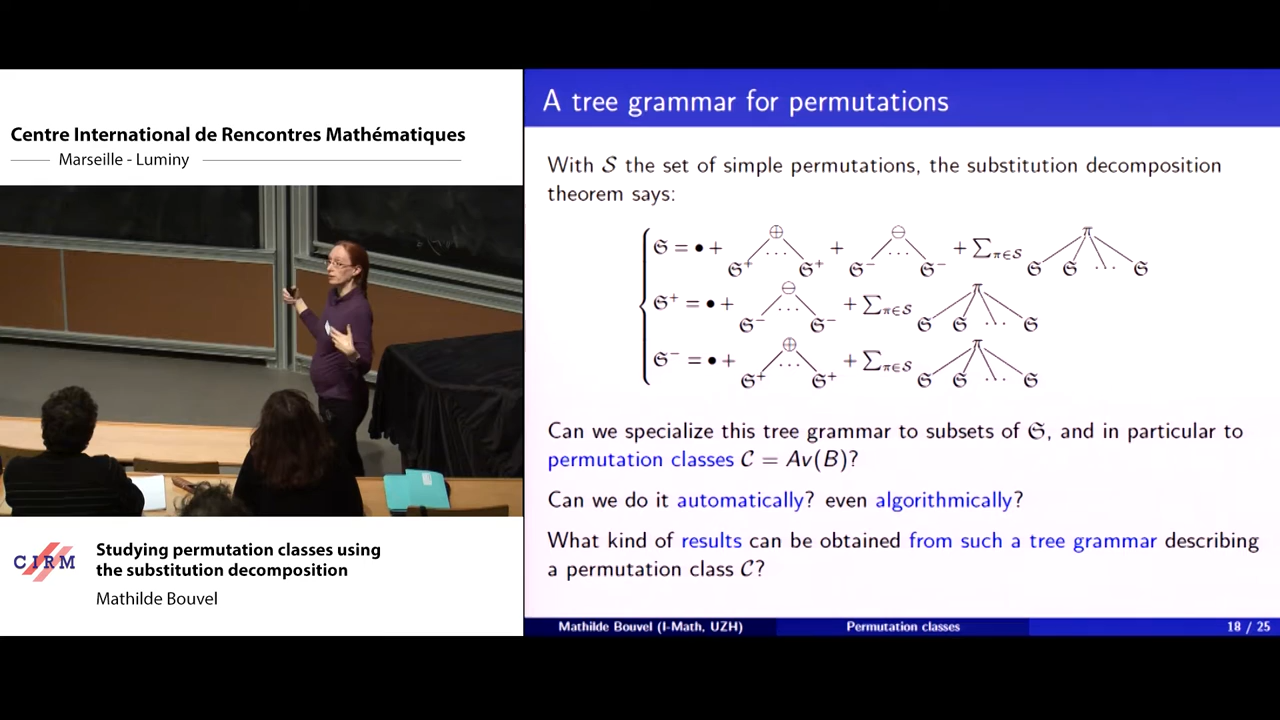 Centre International de Rencontres Mathématiques
Marseille - Luminy
CIRM
Studying permutation classes using
the substitution decomposition
Mathilde Bouvel
A tree grammar for permutations
With 𝒮 the set of simple permutations, the substitution decomposition
theorem says:
𝔖 = • + ⊕ 𝔖⁺ ... 𝔖⁺ + ⊖ 𝔖⁻ ... 𝔖⁻ + ∑π∈𝒮 π 𝔖 𝔖 ... 𝔖
𝔖⁺ = • + ⊖ 𝔖⁻ ... 𝔖⁻ + ∑π∈𝒮 π 𝔖 𝔖 ... 𝔖
𝔖⁻ = • + ⊕ 𝔖⁺ ... 𝔖⁺ + ∑π∈𝒮 π 𝔖 𝔖 ... 𝔖
Can we specialize this tree grammar to subsets of 𝔖, and in particular to
permutation classes 𝒞 = Av(B)?
Can we do it automatically? even algorithmically?
What kind of results can be obtained from such a tree grammar describing
a permutation class 𝒞?
Mathilde Bouvel (I-Math, UZH) Permutation classes 18 / 25